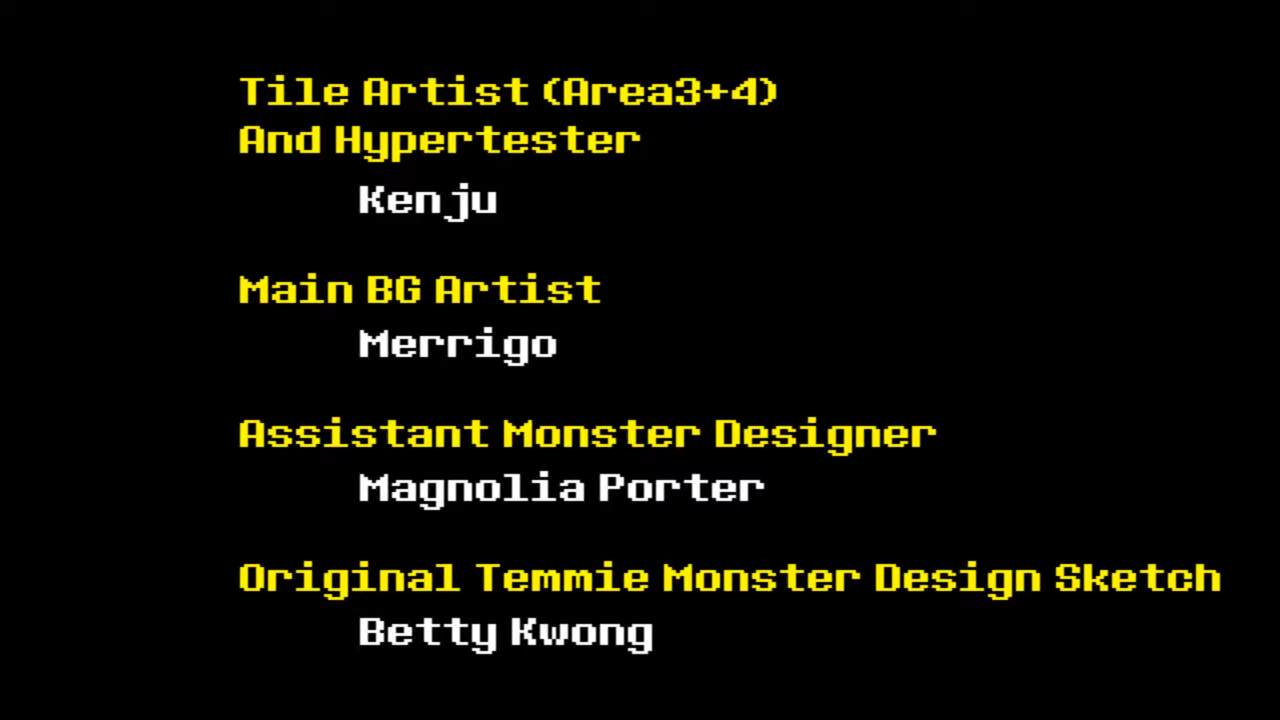 Tile Artist (Area3+4)
And Hypertester
Kenju
Main BG Artist
Merrigo
Assistant Monster Designer
Magnolia Porter
Original Temmie Monster Design Sketch
Betty Kwong